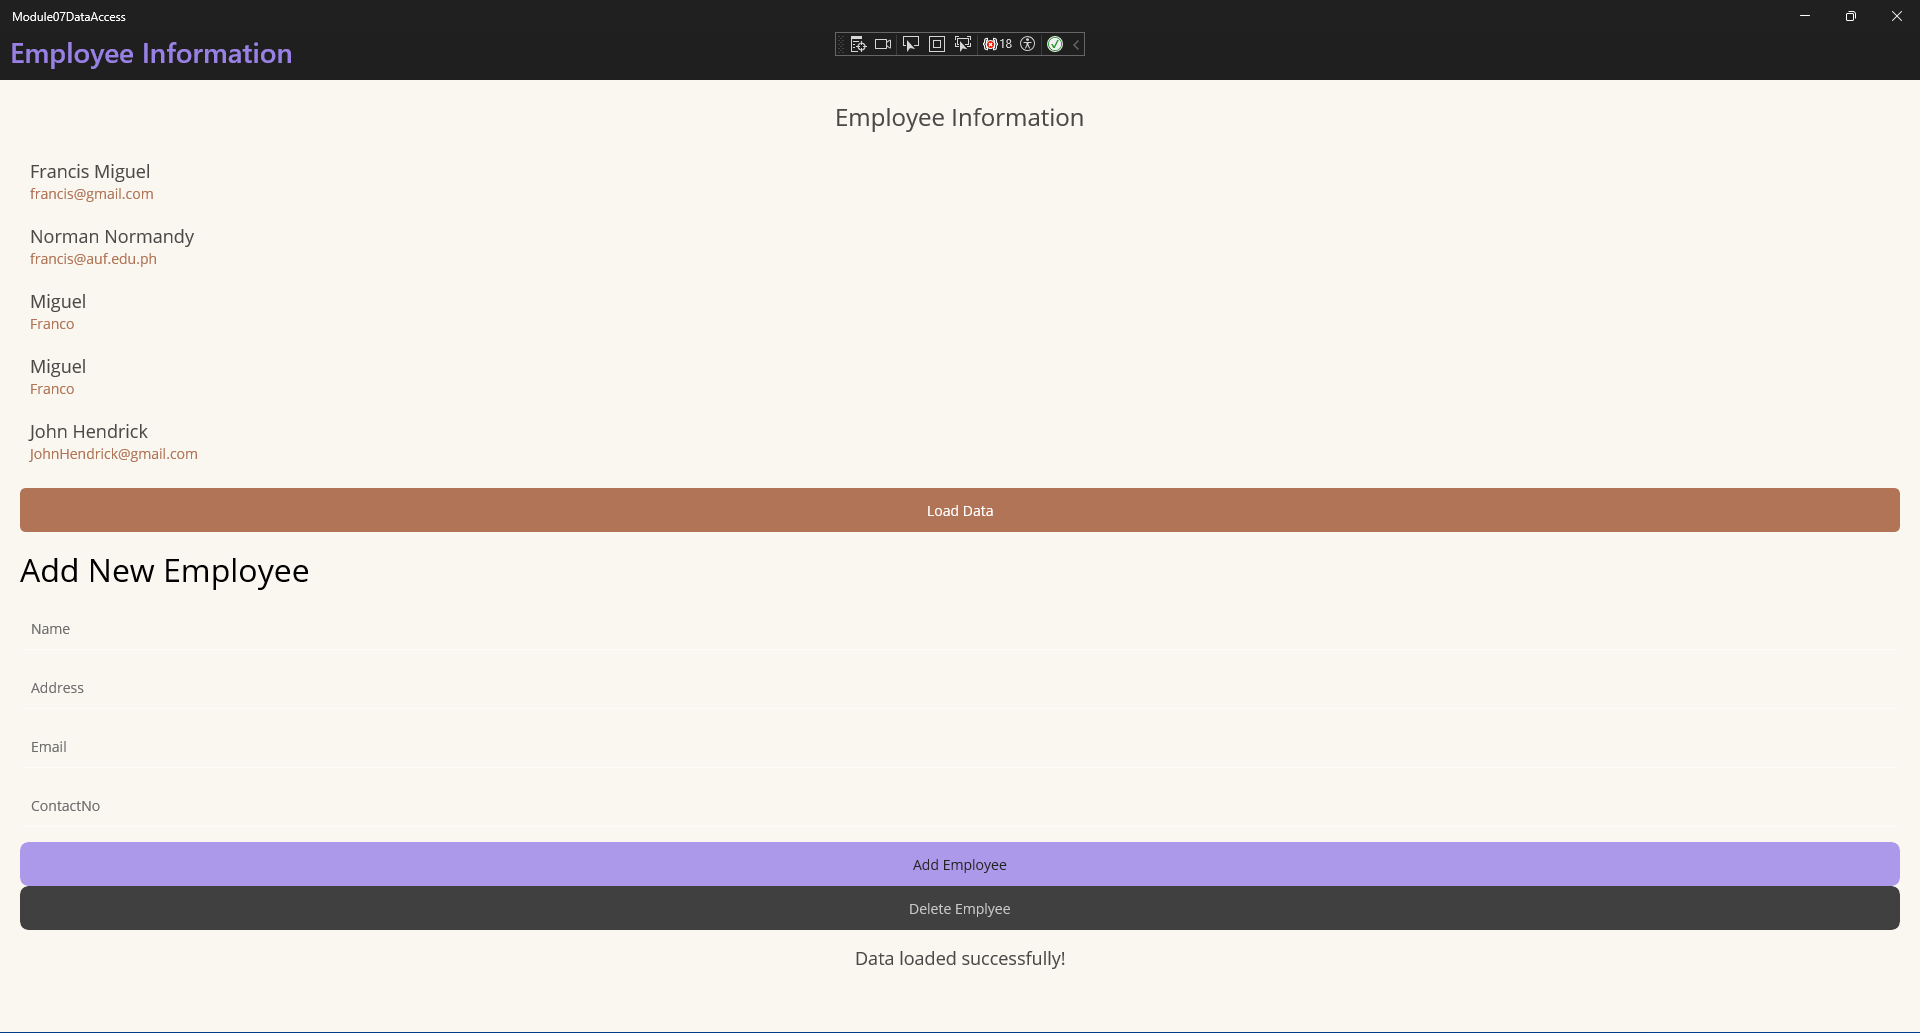 Module07DataAccess
Employee Information
18
Employee Information
Francis Miguel
francis@gmail.com
Norman Normandy
francis@auf.edu.ph
Miguel
Franco
Miguel
Franco
John Hendrick
JohnHendrick@gmail.com
Load Data
Add New Employee
Name
Address
Email
ContactNo
Add Employee
Delete Emplyee
Data loaded successfully!